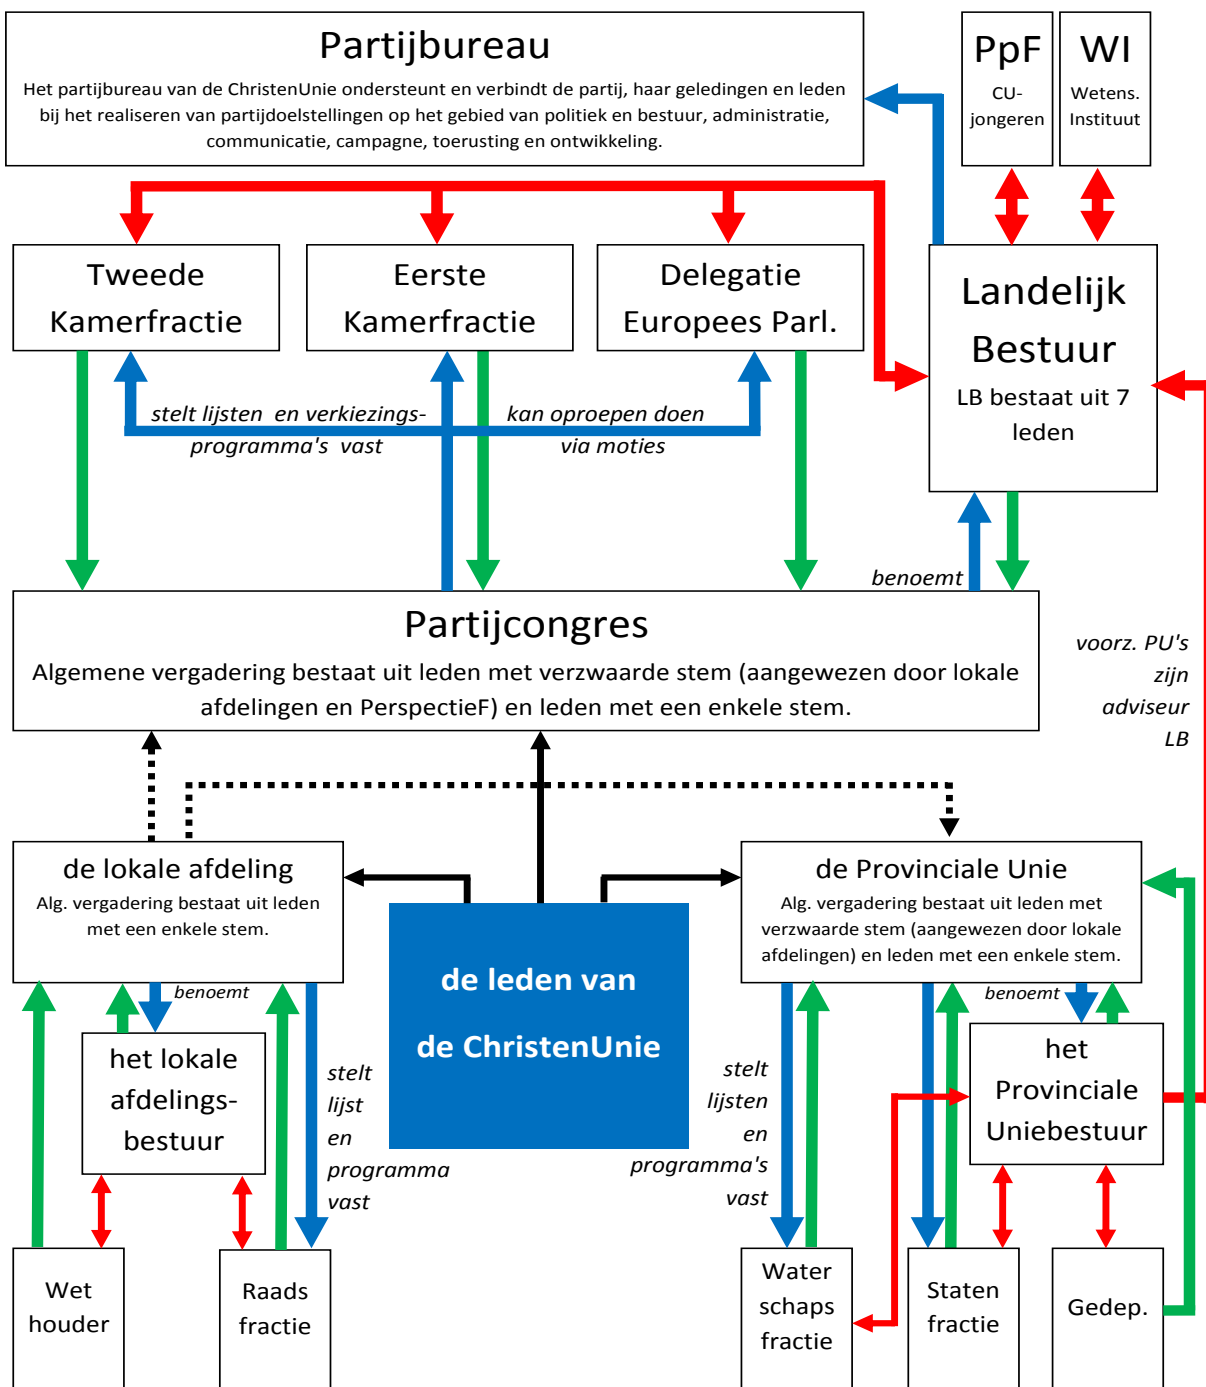 Partijbureau
Het partijbureau van de ChristenUnie ondersteunt en verbindt de partij, haar geledingen en leden
bij het realiseren van partijdoelstellingen op het gebied van politiek en bestuur, administratie,
communicatie, campagne, toerusting en ontwikkeling.
PpF
CU-
jongeren
WI
Wetens.
Instituut
Tweede
Kamerfractie
Eerste
Kamerfractie
Delegatie
Europees Parl.
Landelijk
Bestuur
LB bestaat uit 7
leden
stelt lijsten en verkiezings-
programma's vast
kan oproepen doen
via moties
benoemt
Partijcongres
Algemene vergadering bestaat uit leden met verzwaarde stem (aangewezen door lokale
afdelingen en PerspectieF) en leden met een enkele stem.
voorz. PU's
zijn
adviseur
LB
de lokale afdeling
Alg. vergadering bestaat uit leden
met een enkele stem.
de Provinciale Unie
Alg. vergadering bestaat uit leden met
verzwaarde stem (aangewezen door lokale
afdelingen) en leden met een enkele stem.
de leden van
de ChristenUnie
benoemt
het lokale
afdelings-
bestuur
stelt
lijst
en
programma
vast
stelt
lijsten
en
programma's
vast
benoemt
het
Provinciale
Uniebestuur
Wet
houder
Raads
fractie
Water
schaps
fractie
Staten
fractie
Gedep.